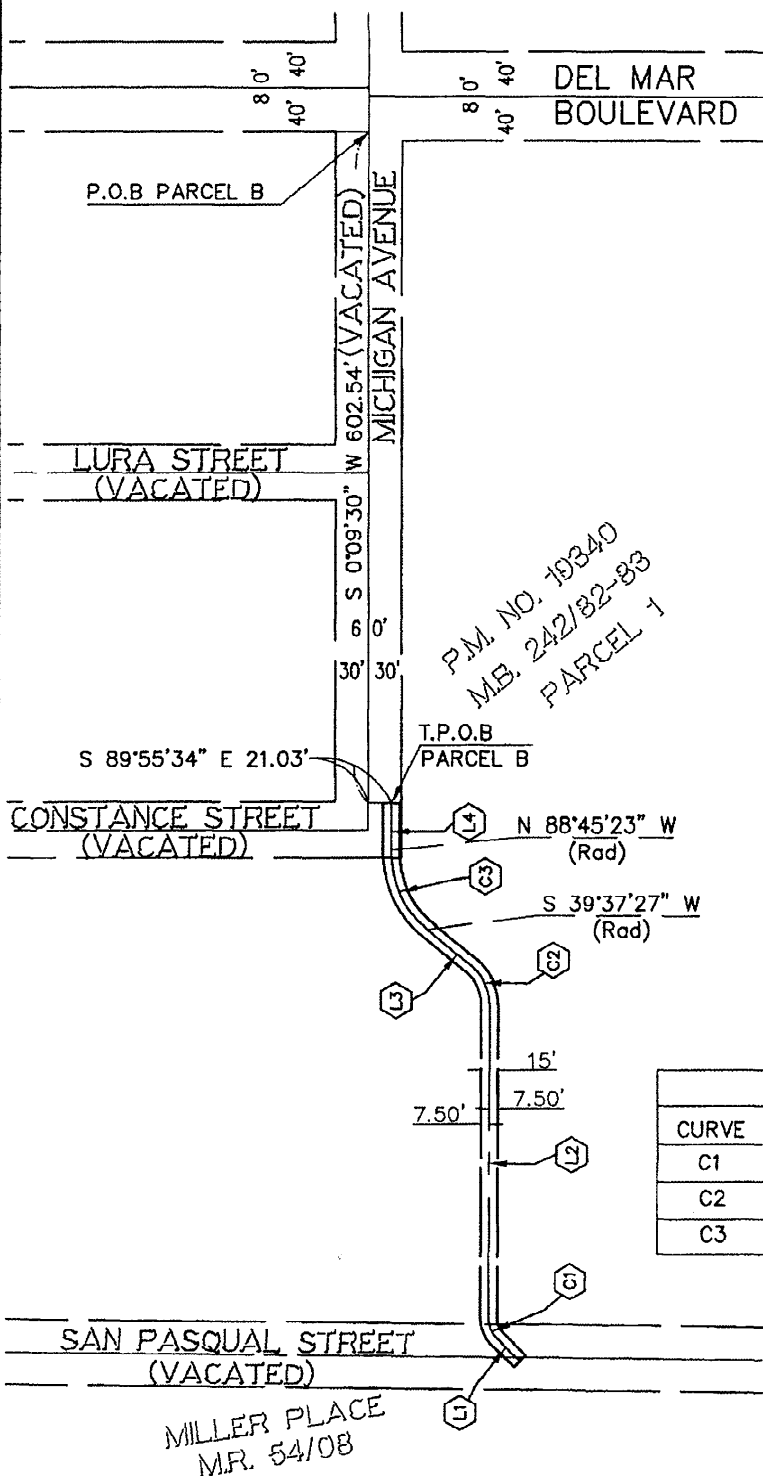 80'
40'
40'
80'
40'
40'
DEL MAR
BOULEVARD
P.O.B PARCEL B
S 0°09'30" W 602.54' (VACATED)
MICHIGAN AVENUE
LURA STREET
(VACATED)
60'
30'
30'
P.M. NO. 19340
M.B. 242/82-83
PARCEL 1
S 89°55'34" E 21.03'
T.P.O.B
PARCEL B
CONSTANCE STREET
(VACATED)
L4
N 88°45'23" W
(Rad)
C3
S 39°37'27" W
(Rad)
C2
L3
15'
7.50'
7.50'
L2
CURVE
C1
C2
C3
C1
SAN PASQUAL STREET
(VACATED)
L1
MILLER PLACE
M.R. 54/08